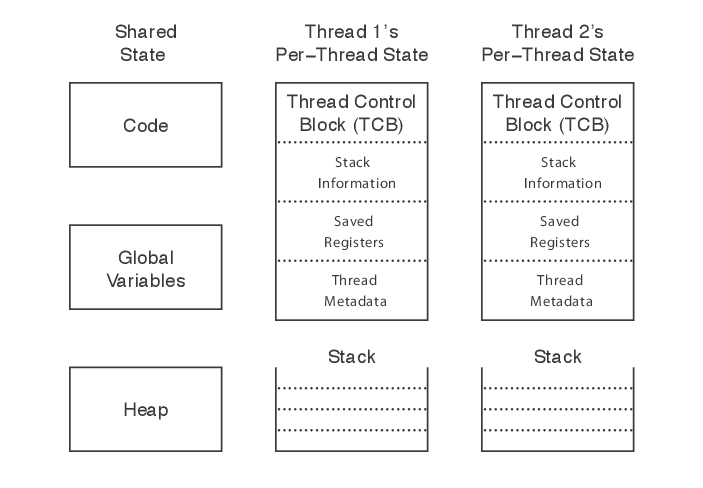 Shared
State
Code
Global
Variables
Heap
Thread 1's
Per-Thread State
Thread Control
Block (TCB)
Stack
Information
Saved
Registers
Thread
Metadata
Stack
Thread 2's
Per-Thread State
Thread Control
Block (TCB)
Stack
Information
Saved
Registers
Thread
Metadata
Stack